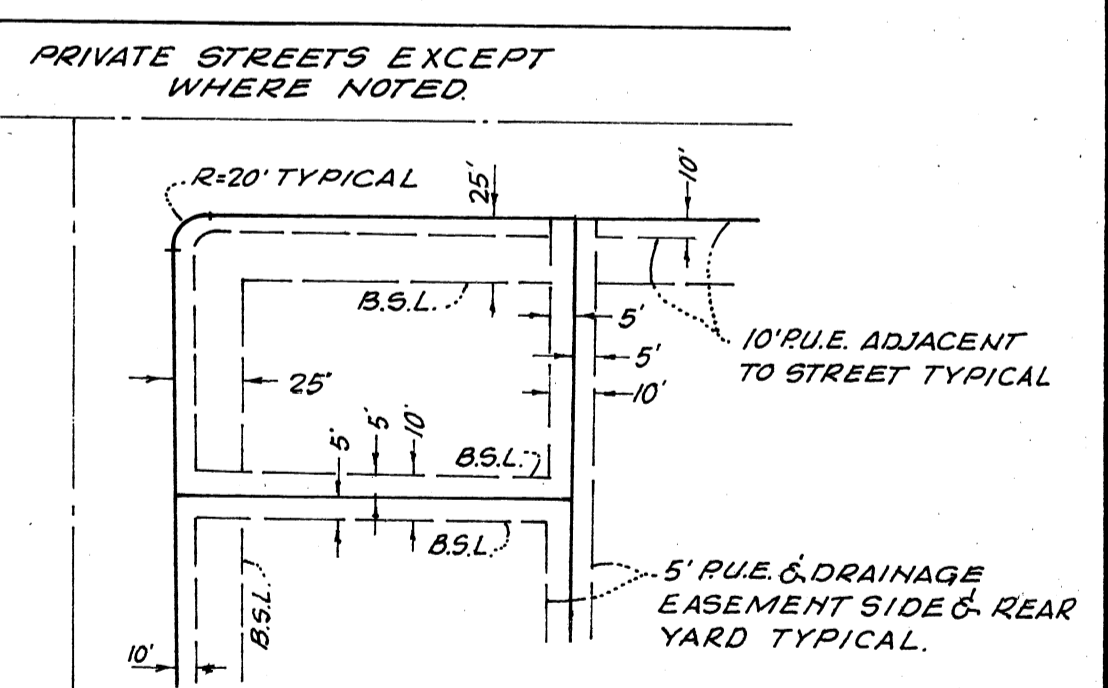 PRIVATE STREETS EXCEPT
WHERE NOTED.
R=20' TYPICAL
25'
10'
B.S.L.
5'
5'
10'
10' P.U.E. ADJACENT
TO STREET TYPICAL
25'
5'
5'
10'
B.S.L.
B.S.L.
B.S.L.
5' P.U.E. & DRAINAGE
EASEMENT SIDE & REAR
YARD TYPICAL.
10'